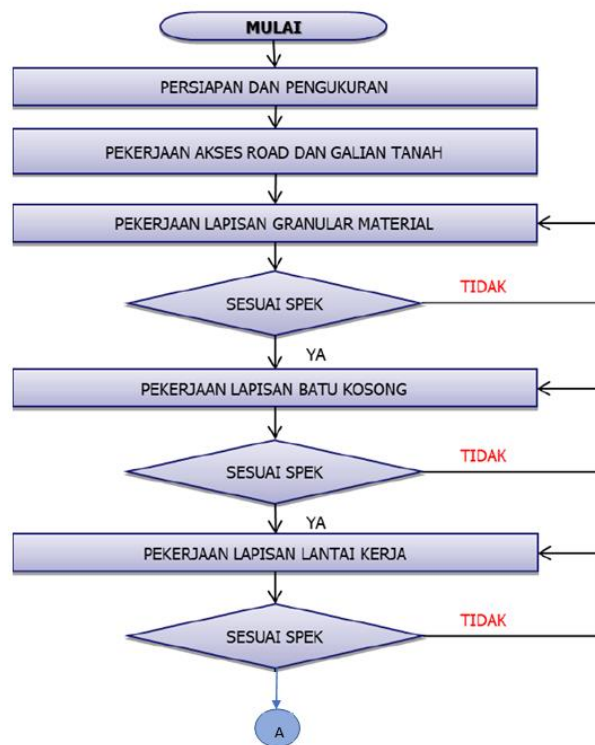 MULAI
PERSIAPAN DAN PENGUKURAN
PEKERJAAN AKSES ROAD DAN GALIAN TANAH
PEKERJAAN LAPISAN GRANULAR MATERIAL
SESUAI SPEK
TIDAK
YA
PEKERJAAN LAPISAN BATU KOSONG
SESUAI SPEK
TIDAK
YA
PEKERJAAN LAPISAN LANTAI KERJA
SESUAI SPEK
TIDAK
A